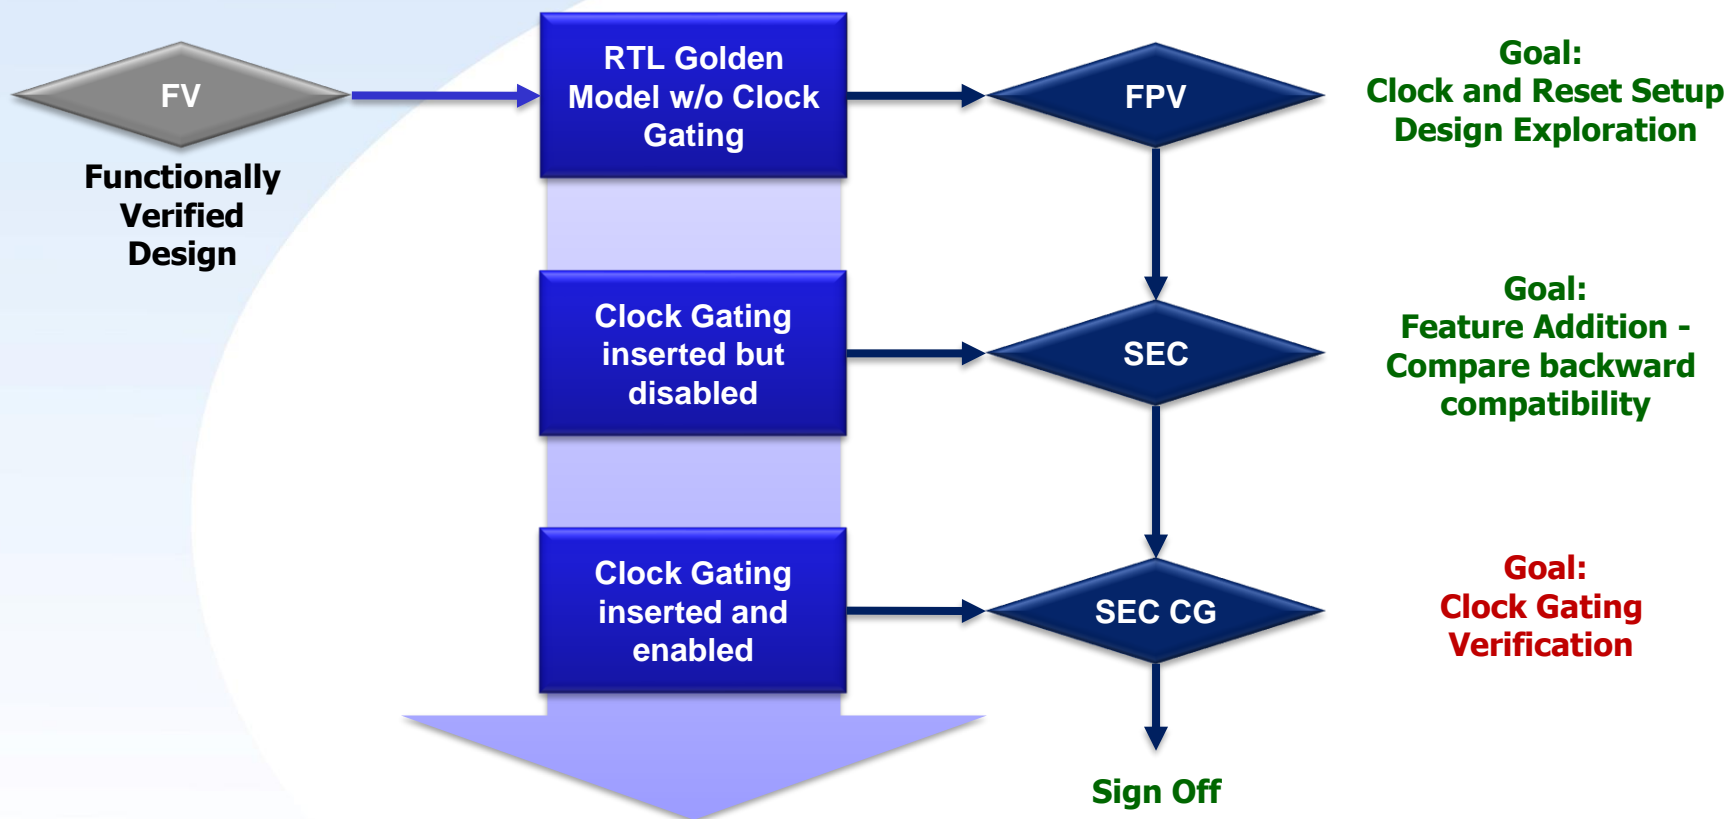 FV
Functionally
Verified
Design
RTL Golden
Model w/o Clock
Gating
FPV
Goal:
Clock and Reset Setup
Design Exploration
Clock Gating
inserted but
disabled
SEC
Goal:
Feature Addition -
Compare backward
compatibility
Clock Gating
inserted and
enabled
SEC CG
Goal:
Clock Gating
Verification
Sign Off